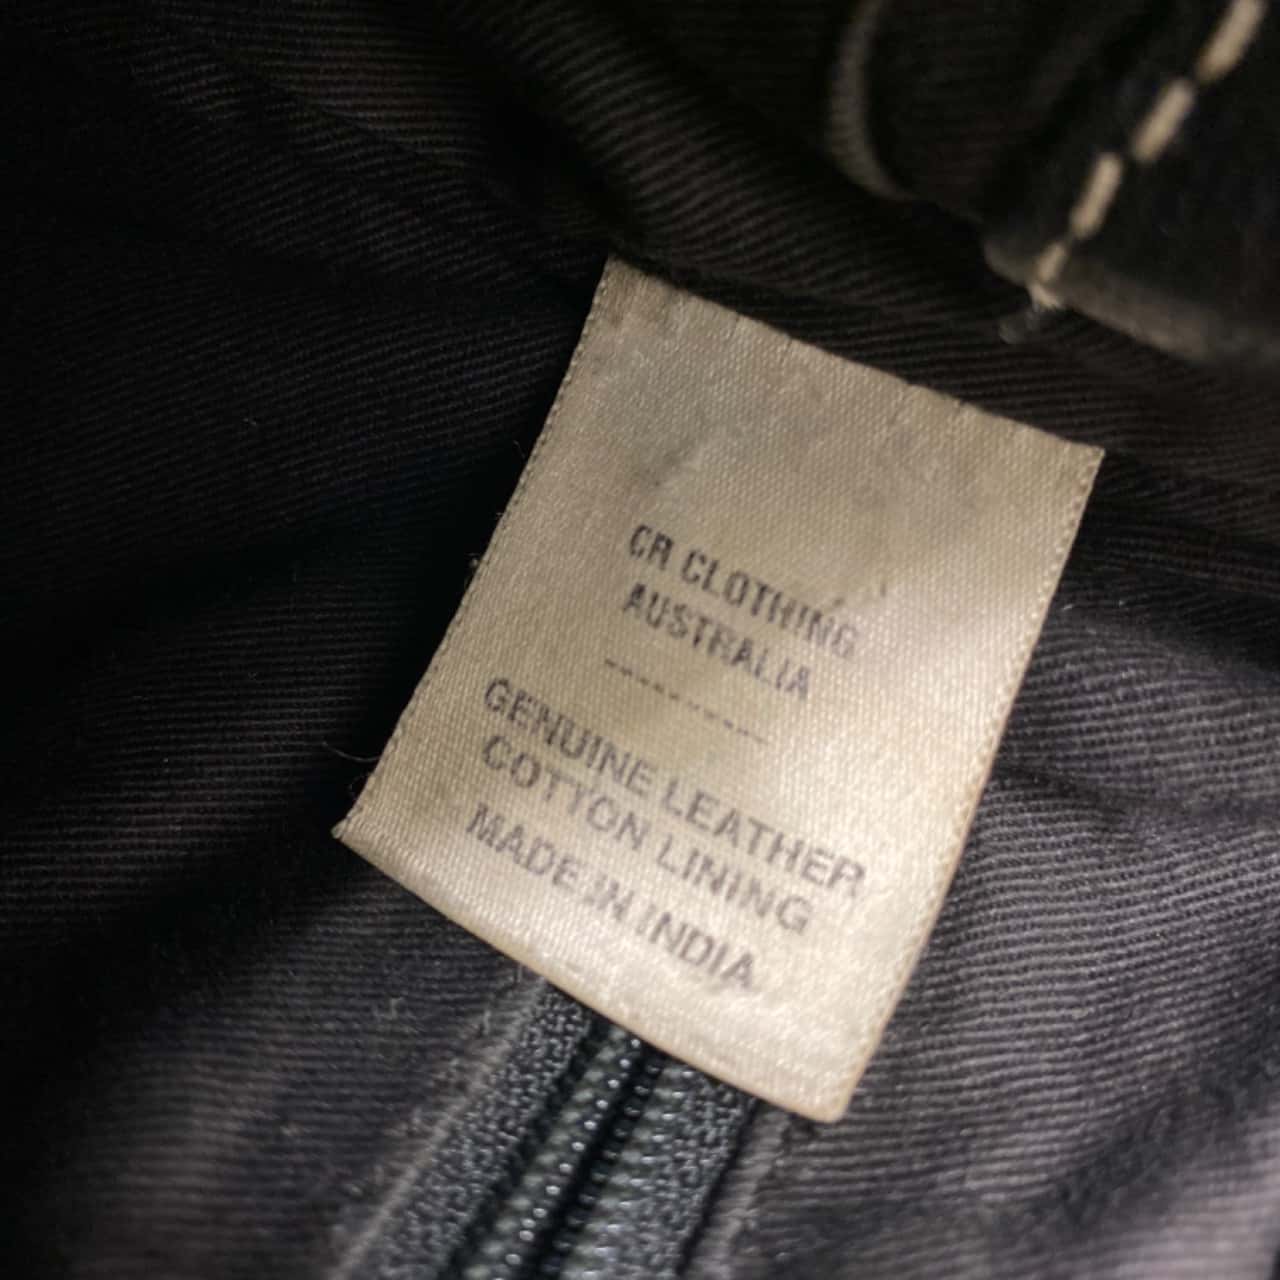 CR CLOTHING
AUSTRALIA
----------
GENUINE LEATHER
COTTON LINING
MADE IN INDIA